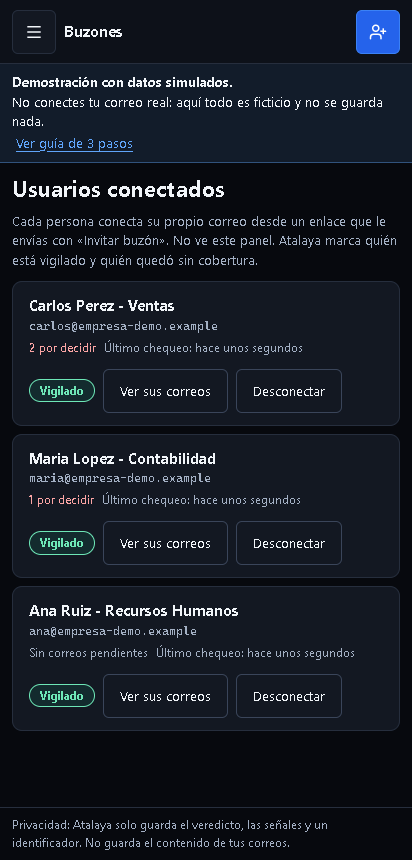 Buzones
Demostración con datos simulados.
No conectes tu correo real: aquí todo es ficticio y no se guarda
nada.
Ver guía de 3 pasos
Usuarios conectados
Cada persona conecta su propio correo desde un enlace que le
envías con «Invitar buzón». No ve este panel. Atalaya marca quién
está vigilado y quién quedó sin cobertura.
Carlos Perez - Ventas
carlos@empresa-demo.example
2 por decidir Último chequeo: hace unos segundos
Vigilado Ver sus correos Desconectar
Maria Lopez - Contabilidad
maria@empresa-demo.example
1 por decidir Último chequeo: hace unos segundos
Vigilado Ver sus correos Desconectar
Ana Ruiz - Recursos Humanos
ana@empresa-demo.example
Sin correos pendientes Último chequeo: hace unos segundos
Vigilado Ver sus correos Desconectar
Privacidad: Atalaya solo guarda el veredicto, las señales y un
identificador. No guarda el contenido de tus correos.